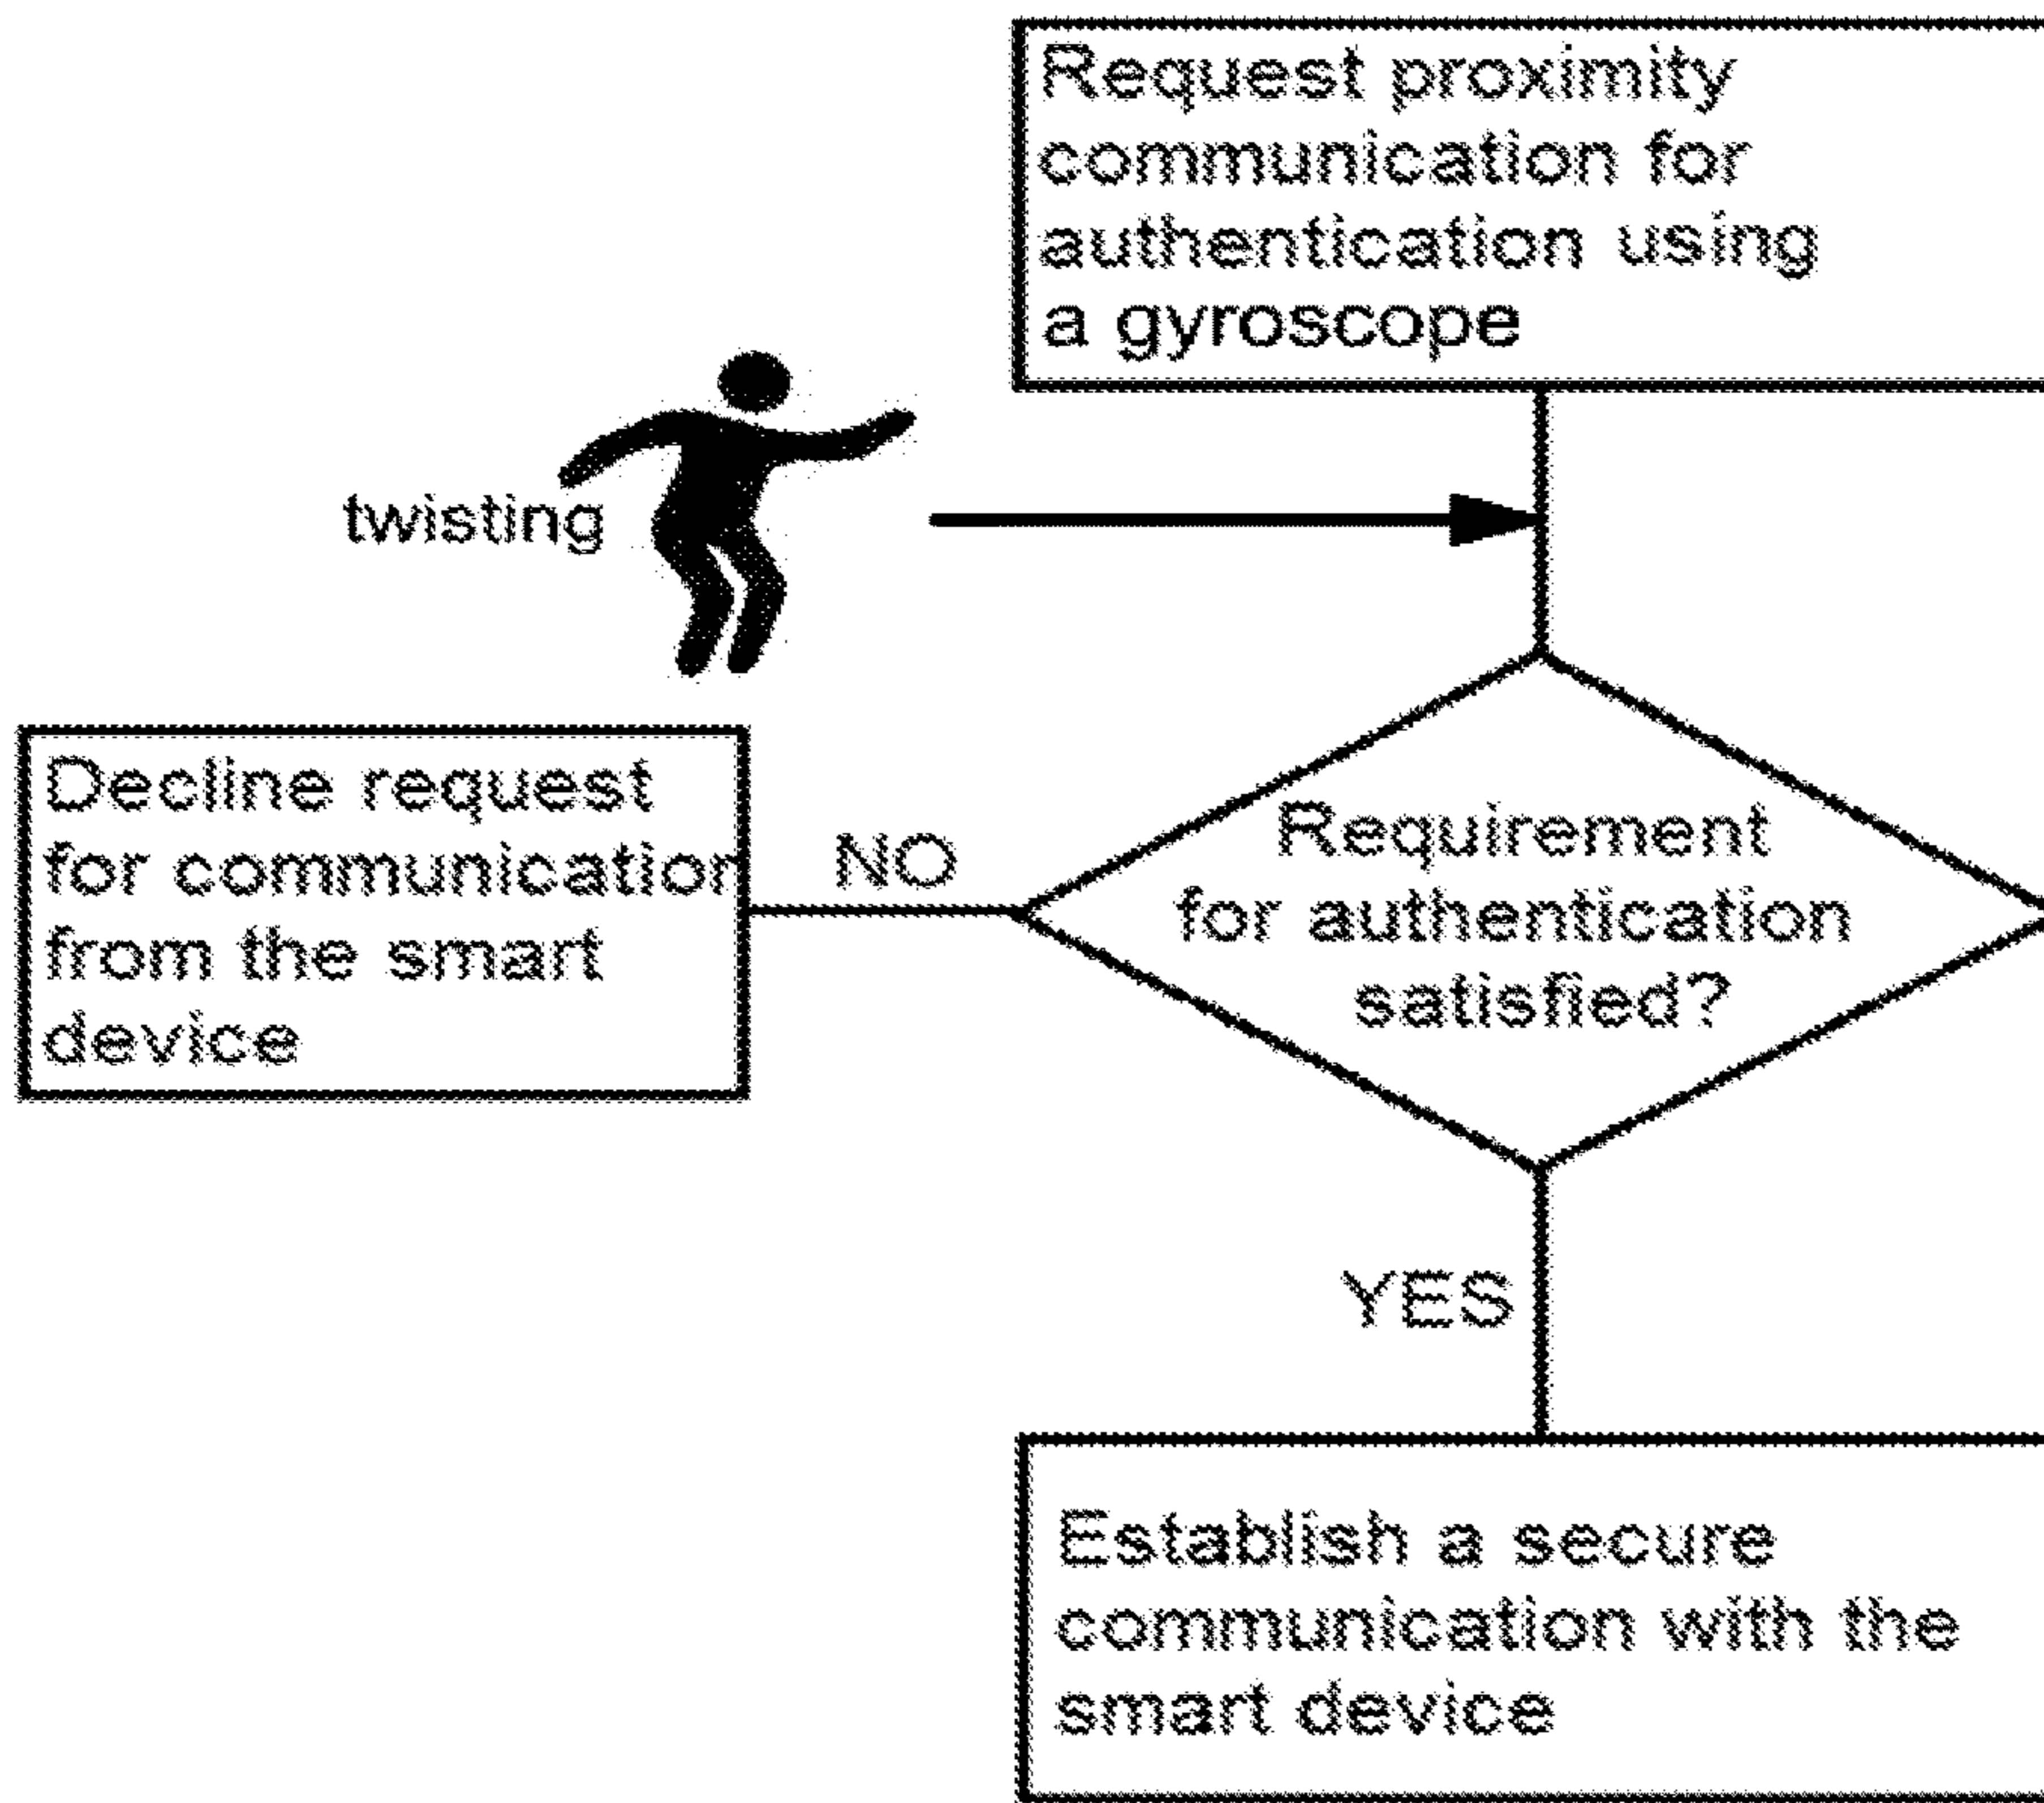 Request proximity
communication for
authentication using
a gyroscope
twisting
Decline request
for communication
from the smart
device
NO
Requirement
for authentication
satisfied?
YES
Establish a secure
communication with the
smart device